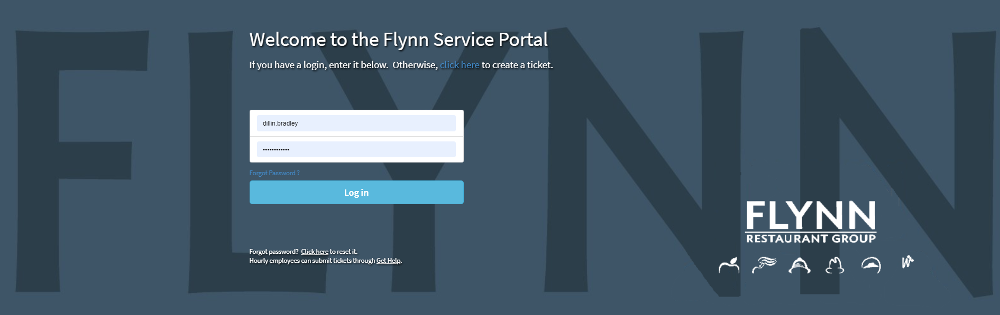 FLYNN
Welcome to the Flynn Service Portal
If you have a login, enter it below.  Otherwise, click here to create a ticket.
dillin.bradley
••••••••••••
Forgot Password ?
Log in
FLYNN
RESTAURANT GROUP
Forgot password?  Click here to reset it.
Hourly employees can submit tickets through Get Help.